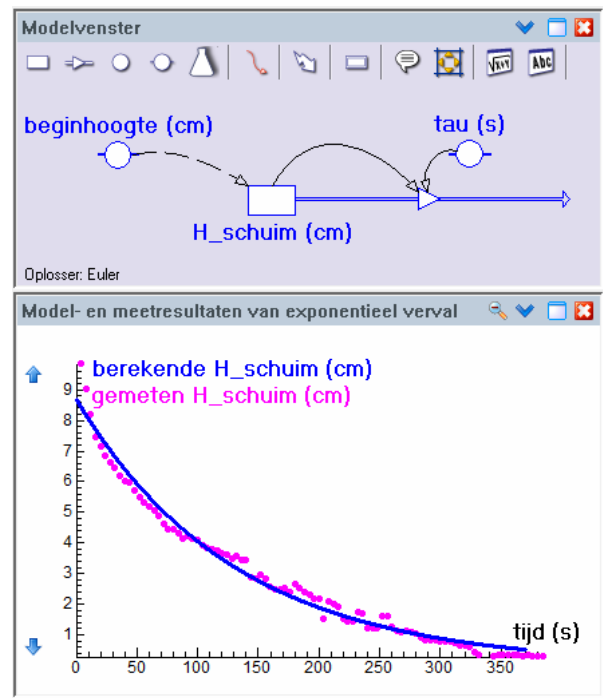 Modelvenster
√x+y Abc
beginhoogte (cm)
tau (s)
H_schuim (cm)
Oplosser: Euler
Model- en meetresultaten van exponentieel verval
berekende H_schuim (cm)
gemeten H_schuim (cm)
9
8
7
6
5
4
3
2
1
tijd (s)
0 50 100 150 200 250 300 350